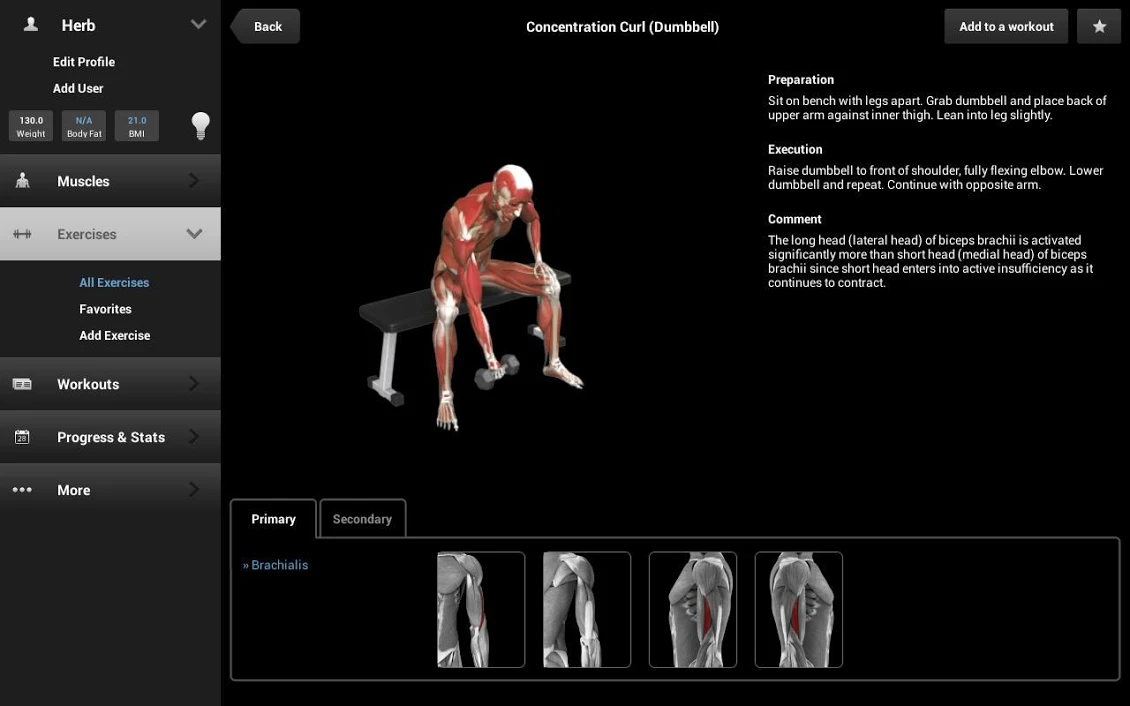 Herb
Edit Profile
Add User
130.0
Weight
N/A
Body Fat
21.0
BMI
Muscles
Exercises
All Exercises
Favorites
Add Exercise
Workouts
28
Progress & Stats
More
Back
Concentration Curl (Dumbbell)
Add to a workout
Preparation
Sit on bench with legs apart. Grab dumbbell and place back of
upper arm against inner thigh. Lean into leg slightly.
Execution
Raise dumbbell to front of shoulder, fully flexing elbow. Lower
dumbbell and repeat. Continue with opposite arm.
Comment
The long head (lateral head) of biceps brachii is activated
significantly more than short head (medial head) of biceps
brachii since short head enters into active insufficiency as it
continues to contract.
Primary
Secondary
» Brachialis